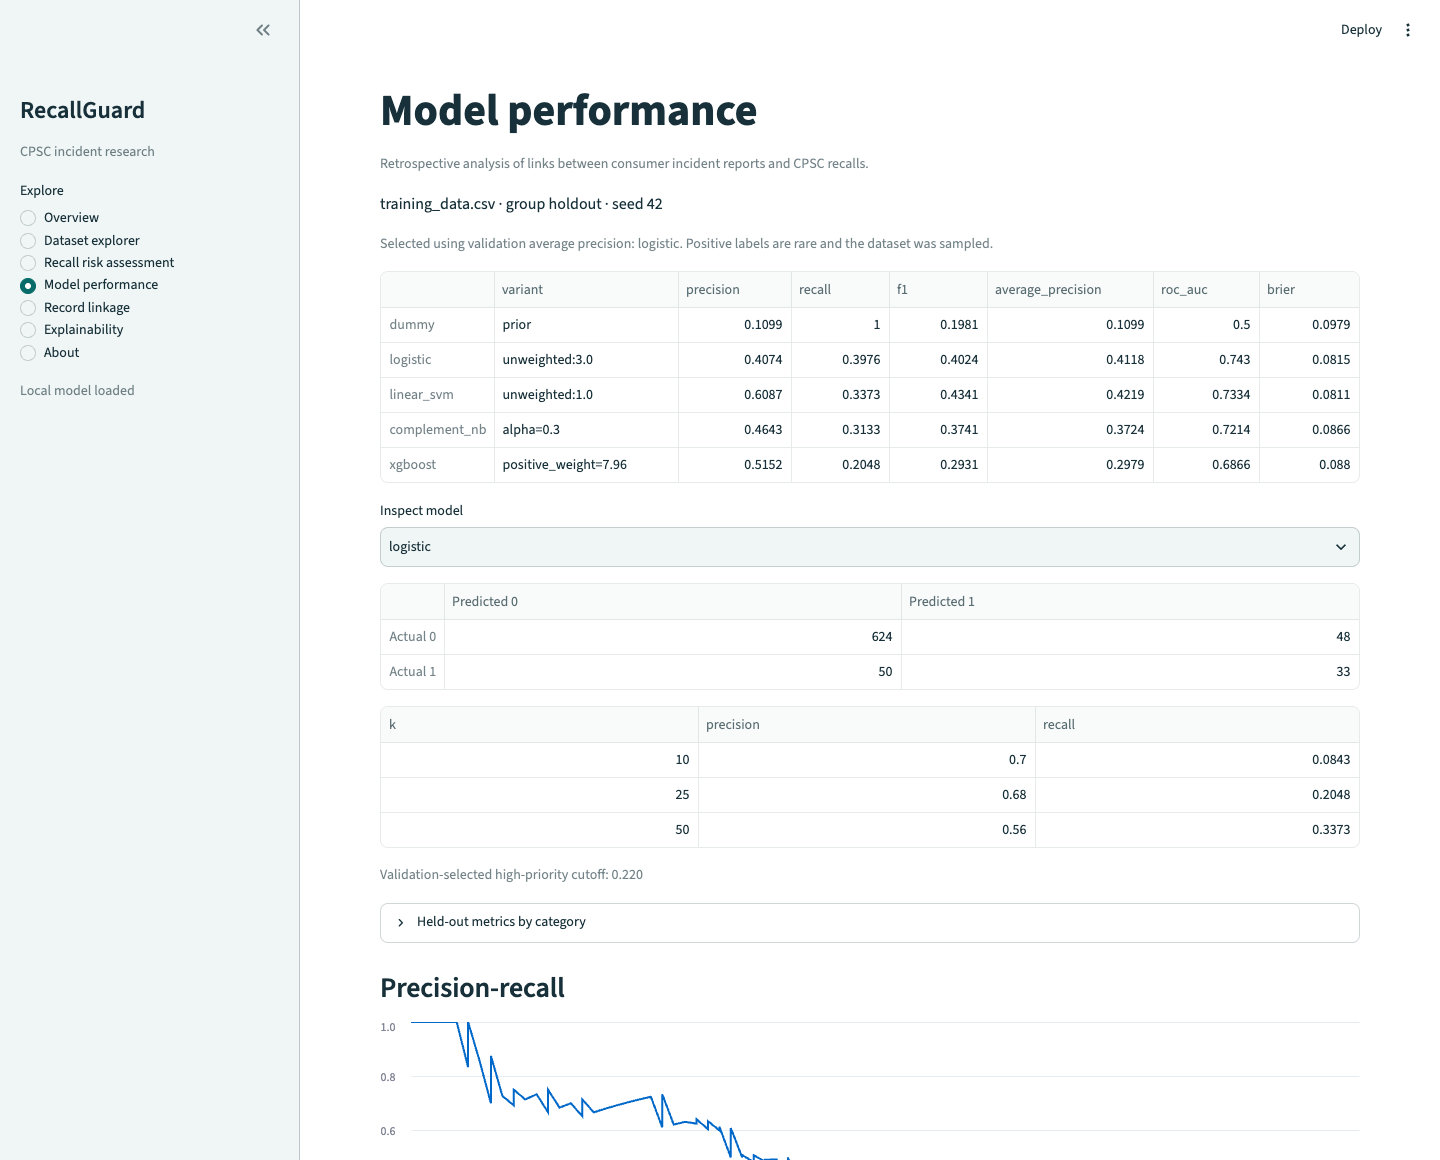 Deploy
RecallGuard
CPSC incident research
Explore
Overview
Dataset explorer
Recall risk assessment
Model performance
Record linkage
Explainability
About
Local model loaded
Model performance
Retrospective analysis of links between consumer incident reports and CPSC recalls.
training_data.csv · group holdout · seed 42
Selected using validation average precision: logistic. Positive labels are rare and the dataset was sampled.
variant precision recall f1 average_precision roc_auc brier
dummy prior 0.1099 1 0.1981 0.1099 0.5 0.0979
logistic unweighted:3.0 0.4074 0.3976 0.4024 0.4118 0.743 0.0815
linear_svm unweighted:1.0 0.6087 0.3373 0.4341 0.4219 0.7334 0.0811
complement_nb alpha=0.3 0.4643 0.3133 0.3741 0.3724 0.7214 0.0866
xgboost positive_weight=7.96 0.5152 0.2048 0.2931 0.2979 0.6866 0.088
Inspect model
logistic
Predicted 0 Predicted 1
Actual 0 624 48
Actual 1 50 33
k precision recall
10 0.7 0.0843
25 0.68 0.2048
50 0.56 0.3373
Validation-selected high-priority cutoff: 0.220
Held-out metrics by category
Precision-recall
1.0
0.8
0.6